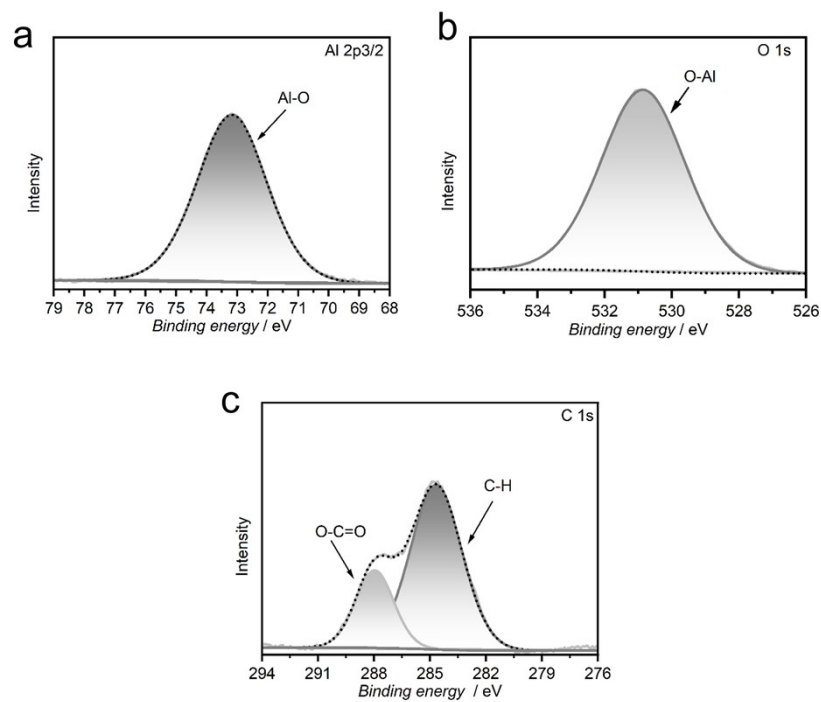 a
Al 2p3/2
Al-O
Intensity
79 78 77 76 75 74 73 72 71 70 69 68
Binding energy / eV
b
O 1s
O-Al
Intensity
536 534 532 530 528 526
Binding energy / eV
c
C 1s
C-H
O-C=O
Intensity
294 291 288 285 282 279 276
Binding energy / eV